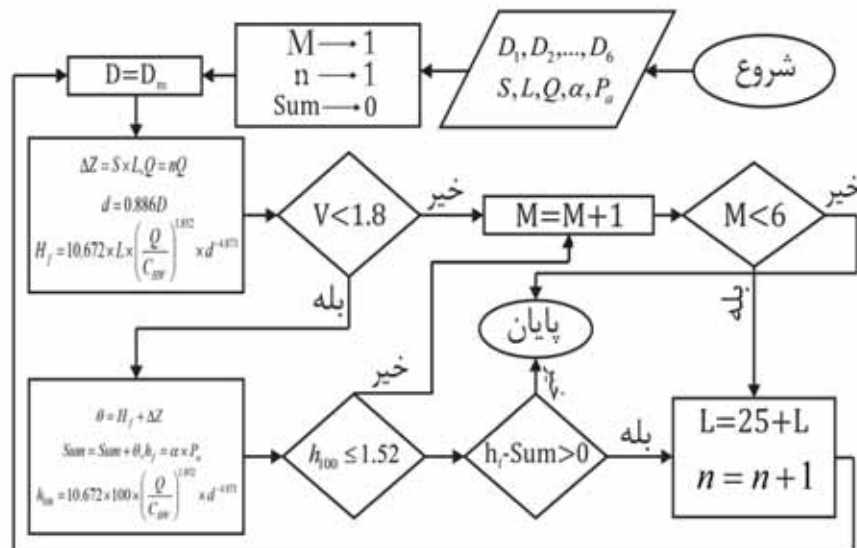 شروع
D₁, D₂, ..., D₆
S, L, Q, α, Pₐ
M → 1
n → 1
Sum → 0
D=Dₘ
ΔZ = S × L, Q = nQ
d = 0.886D
H_f = 10.672 × L × (Q / C_HW)^1.852 × d^-4.871
V<1.8
خیر
بله
M=M+1
M<6
خیر
بله
پایان
θ = H_f + ΔZ
Sum = Sum + θ, h_f = α × Pₐ
h₁₀₀ = 10.672 × 100 × (Q / C_HW)^1.852 × d^-4.871
h₁₀₀ ≤ 1.52
خیر
h_f-Sum>0
بله
L=25+L
n = n+1